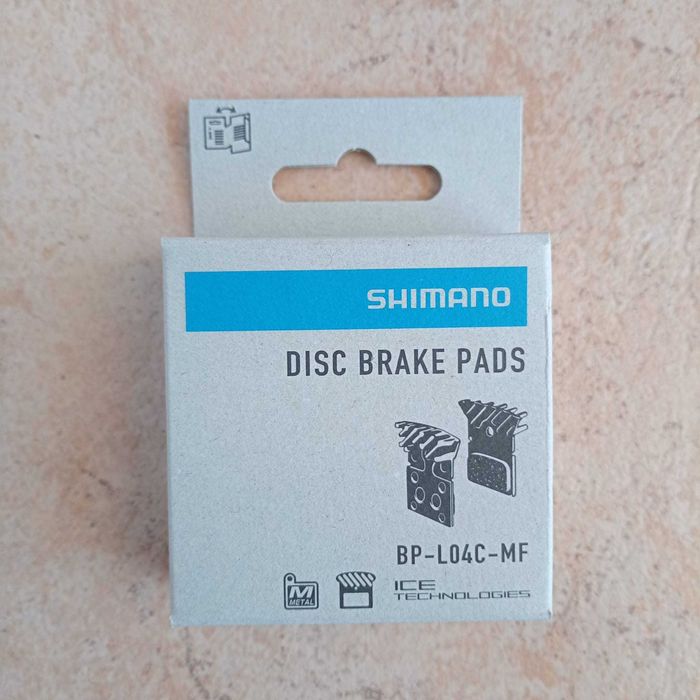 SHIMANO
DISC BRAKE PADS
BP-L04C-MF
M
METAL
ICE
TECHNOLOGIES